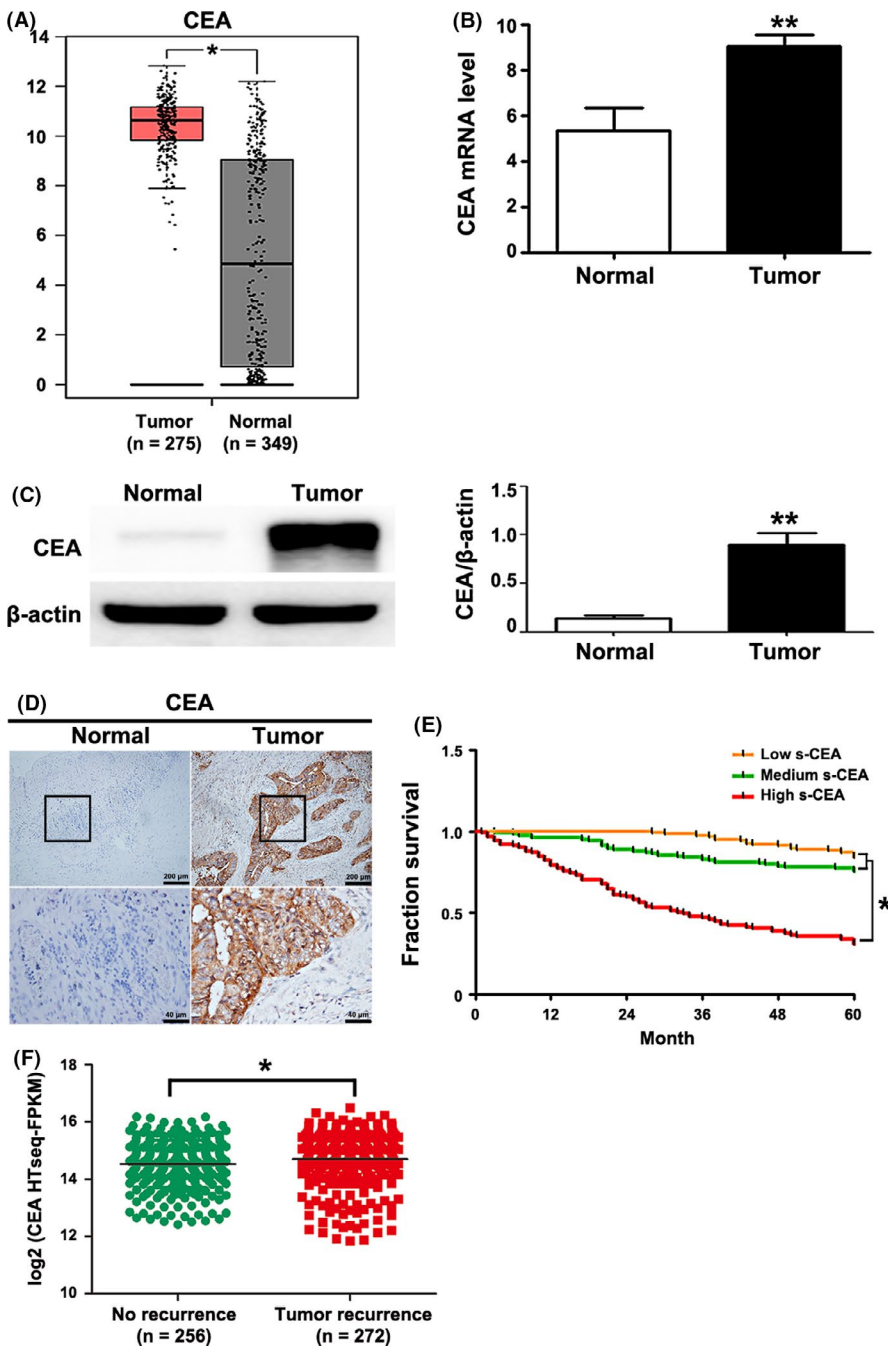 (A)
CEA
*
14
12
10
8
6
4
2
0
Tumor
(n = 275)
Normal
(n = 349)
(B)
CEA mRNA level
10
8
6
4
2
0
**
Normal
Tumor
(C)
Normal
Tumor
CEA
β-actin
CEA/β-actin
1.5
1.0
0.5
0
**
Normal
Tumor
(D)
CEA
Normal
Tumor
200 µm
200 µm
40 µm
40 µm
(E)
Fraction survival
1.5
1.0
0.5
0
Low s-CEA
Medium s-CEA
High s-CEA
*
0
12
24
36
48
60
Month
(F)
log2 (CEA HTseq-FPKM)
18
16
14
12
10
*
No recurrence
(n = 256)
Tumor recurrence
(n = 272)